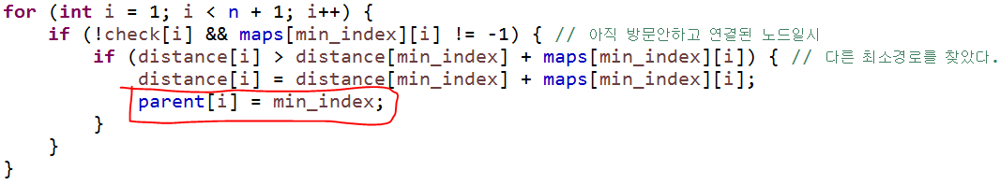 for (int i = 1; i < n + 1; i++) {
if (!check[i] && maps[min_index][i] != -1) { // 아직 방문안하고 연결된 노드일시
if (distance[i] > distance[min_index] + maps[min_index][i]) { // 다른 최소경로를 찾았다.
distance[i] = distance[min_index] + maps[min_index][i];
parent[i] = min_index;
}
}
}